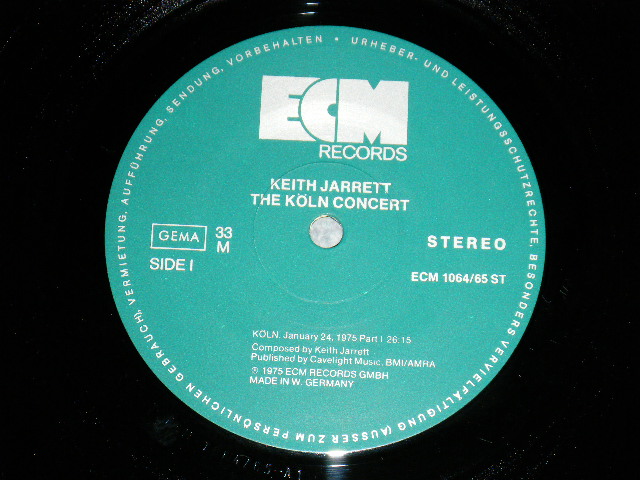 ECM
RECORDS
KEITH JARRETT
THE KÖLN CONCERT
GEMA
33
M
STEREO
SIDE I
ECM 1064/65 ST
KÖLN, January 24, 1975 Part I 26:15
Composed by Keith Jarrett
Published by Cavelight Music, BMI/AMRA
℗ 1975 ECM RECORDS GMBH
MADE IN W. GERMANY
• URHEBER- UND LEISTUNGSSCHUTZRECHTE, BESONDERS VERVIELFÄLTIGUNG (AUSSER ZUM PERSÖNLICHEN GEBRAUCH), VERMIETUNG, AUFFÜHRUNG, SENDUNG, VORBEHALTEN